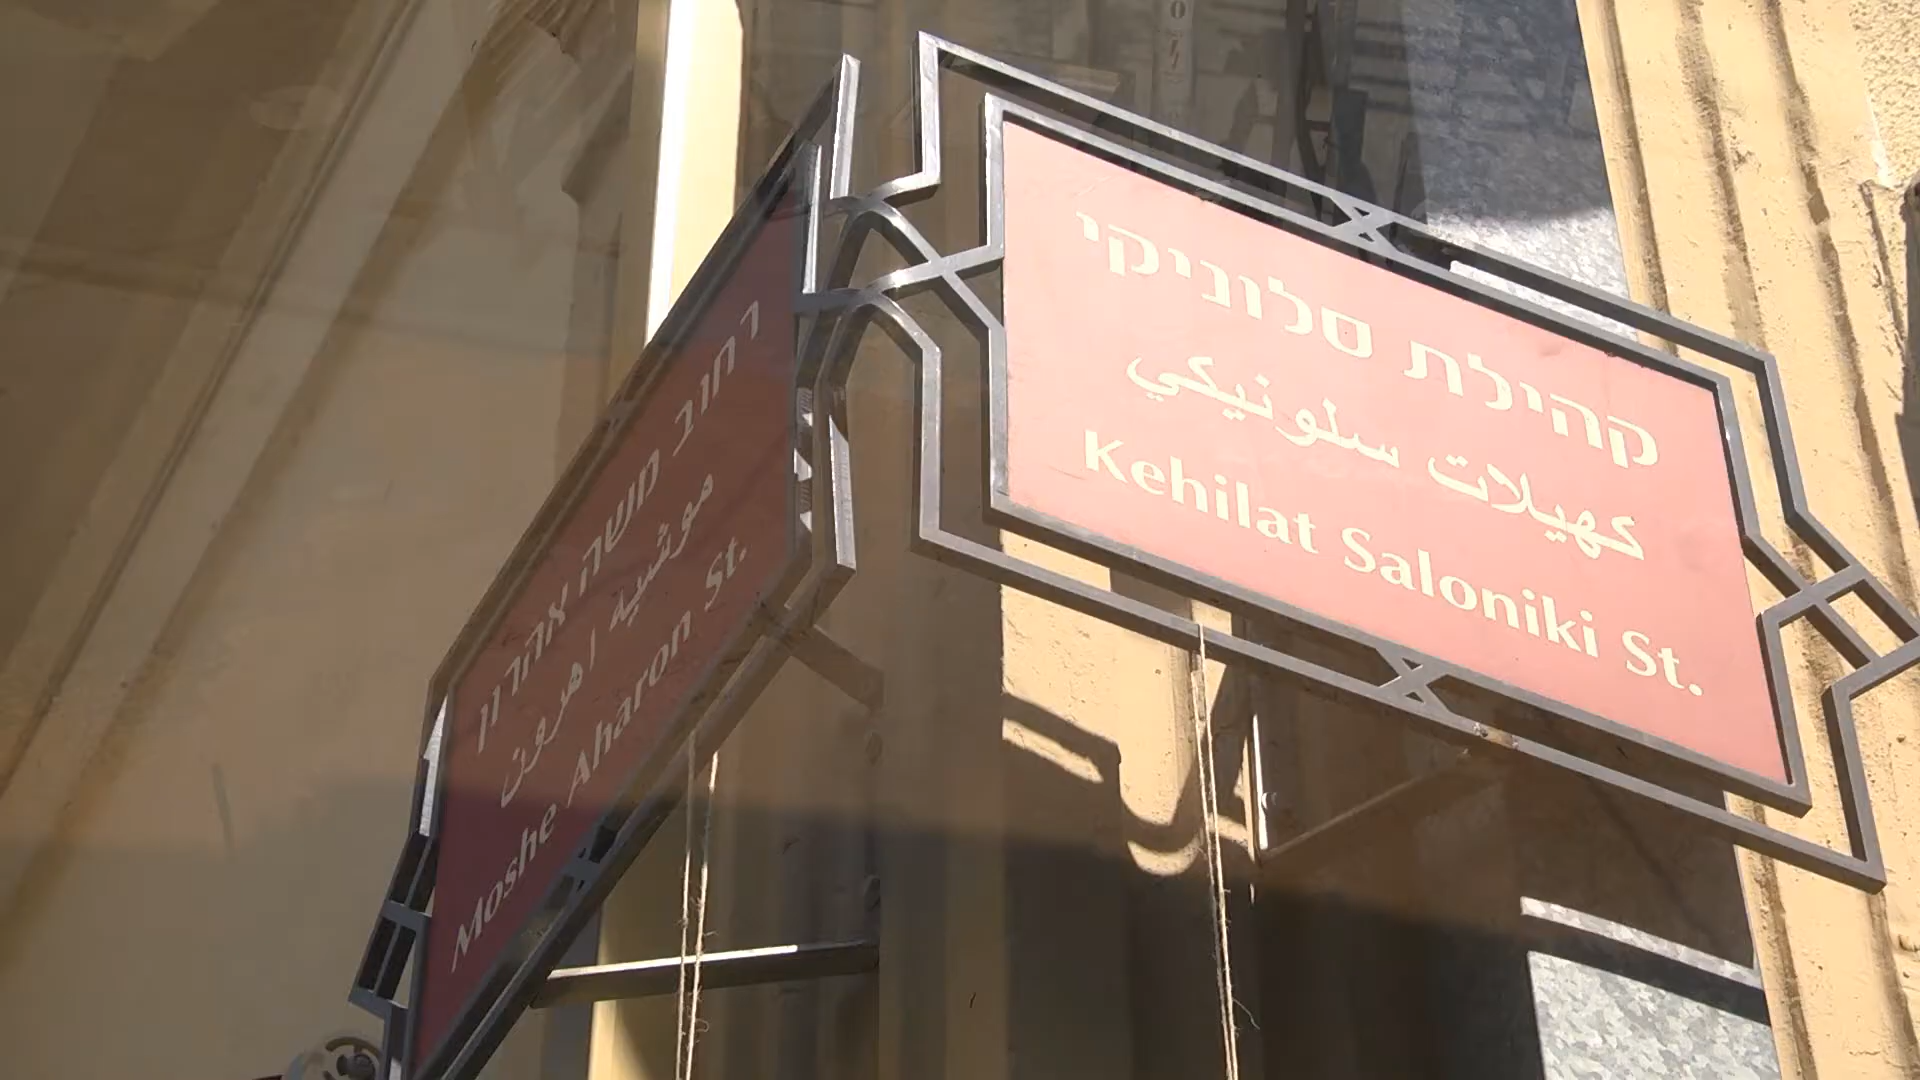 רחוב משה אהרון
موشيه اهرون
Moshe Aharon St.
קהילת סלוניקי
كهيلات سلونيكي
Kehilat Saloniki St.